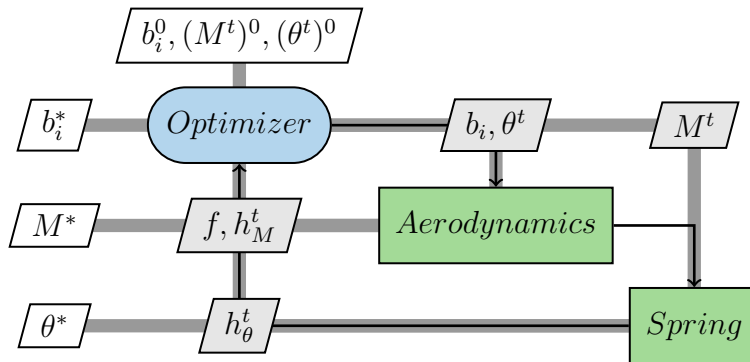 b_i^0, (M^t)^0, (θ^t)^0
b_i^* Optimizer b_i, θ^t M^t
M^* f, h_M^t Aerodynamics
θ^* h_θ^t Spring